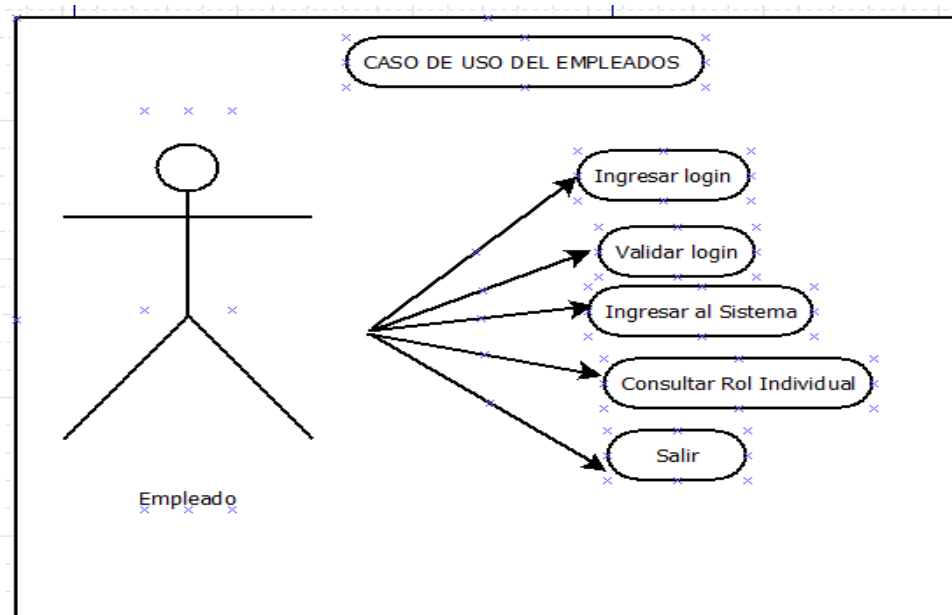 CASO DE USO DEL EMPLEADOS
Ingresar login
Validar login
Ingresar al Sistema
Consultar Rol Individual
Salir
Empleado